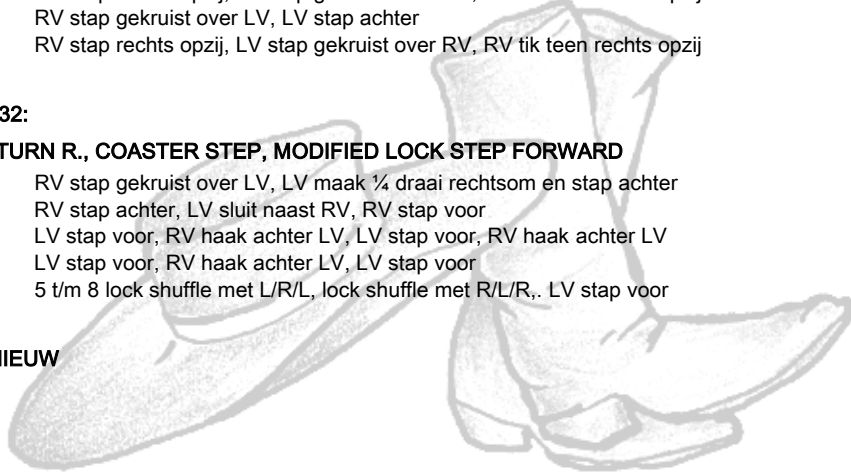 RV stap gekruist over LV, LV stap achter
RV stap rechts opzij, LV stap gekruist over RV, RV tik teen rechts opzij
32:
TURN R., COASTER STEP, MODIFIED LOCK STEP FORWARD
RV stap gekruist over LV, LV maak ¼ draai rechtsom en stap achter
RV stap achter, LV sluit naast RV, RV stap voor
LV stap voor, RV haak achter LV, LV stap voor, RV haak achter LV
LV stap voor, RV haak achter LV, LV stap voor
5 t/m 8 lock shuffle met L/R/L, lock shuffle met R/L/R,. LV stap voor
NIEUW